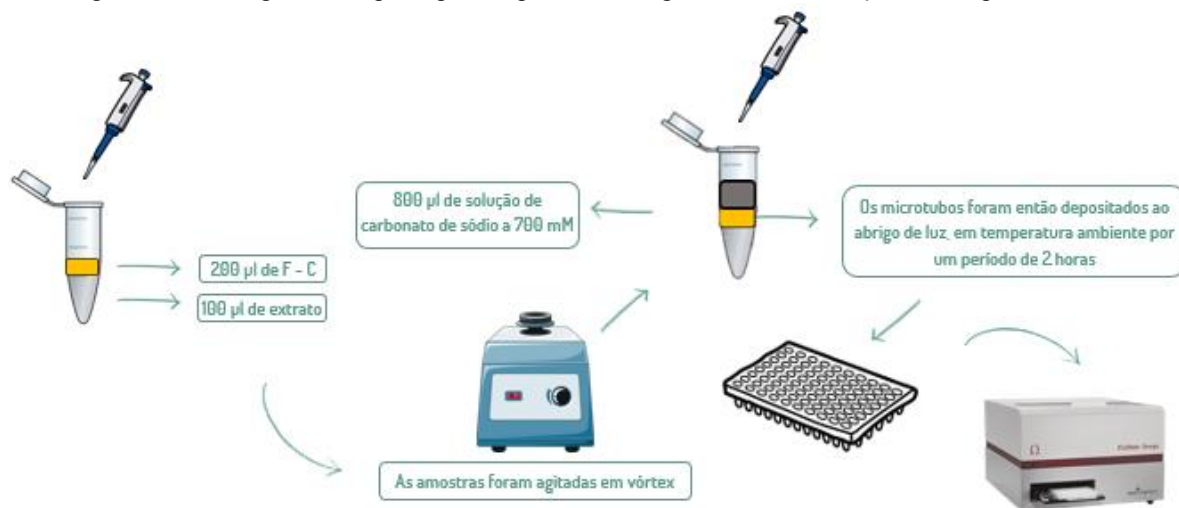 200 µl de F - C
100 µl de extrato
As amostras foram agitadas em vórtex
800 µl de solução de
carbonato de sódio a 700 mM
Os microtubos foram então depositados ao
abrigo de luz, em temperatura ambiente por
um período de 2 horas
Ω